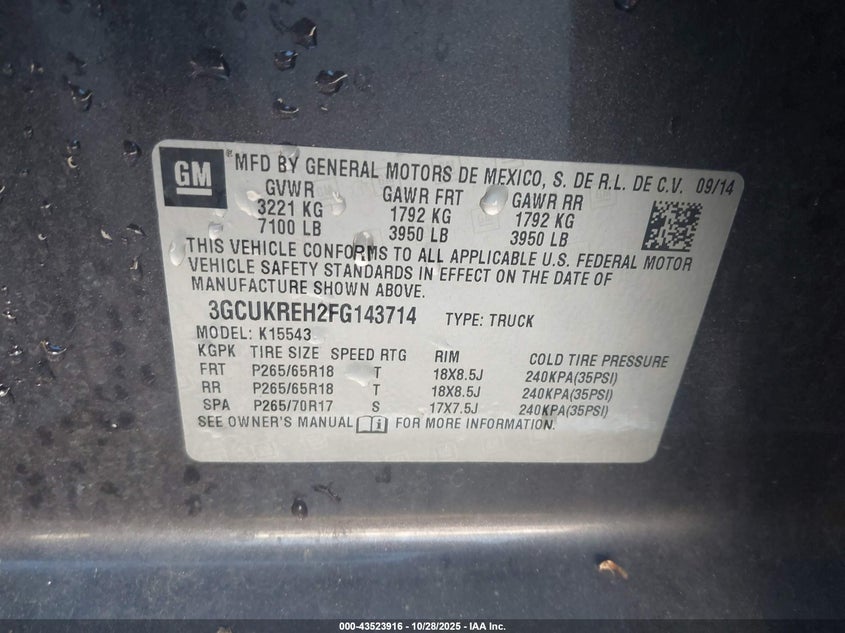 GM ® MFD BY GENERAL MOTORS DE MEXICO, S. DE R.L. DE C.V. 09/14
GVWR GAWR FRT GAWR RR
3221 KG 1792 KG 1792 KG
7100 LB 3950 LB 3950 LB
THIS VEHICLE CONFORMS TO ALL APPLICABLE U.S. FEDERAL MOTOR
VEHICLE SAFETY STANDARDS IN EFFECT ON THE DATE OF
MANUFACTURE SHOWN ABOVE.
3GCUKREH2FG143714 TYPE: TRUCK
MODEL: K15543
KGPK TIRE SIZE SPEED RTG RIM COLD TIRE PRESSURE
FRT P265/65R18 T 18X8.5J 240KPA(35PSI)
RR P265/65R18 T 18X8.5J 240KPA(35PSI)
SPA P265/70R17 S 17X7.5J 240KPA(35PSI)
SEE OWNER'S MANUAL FOR MORE INFORMATION.
000-43523916 - 10/28/2025 - IAA Inc.